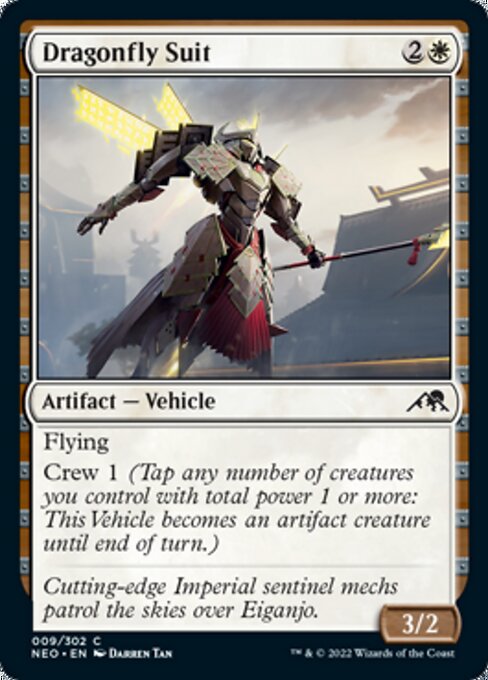 Dragonfly Suit 2
Artifact — Vehicle
Flying
Crew 1 (Tap any number of creatures
you control with total power 1 or more:
This Vehicle becomes an artifact creature
until end of turn.)
Cutting-edge Imperial sentinel mechs
patrol the skies over Eiganjo.
3/2
009/302 C
NEO • EN Darren Tan ™ & © 2022 Wizards of the Coast